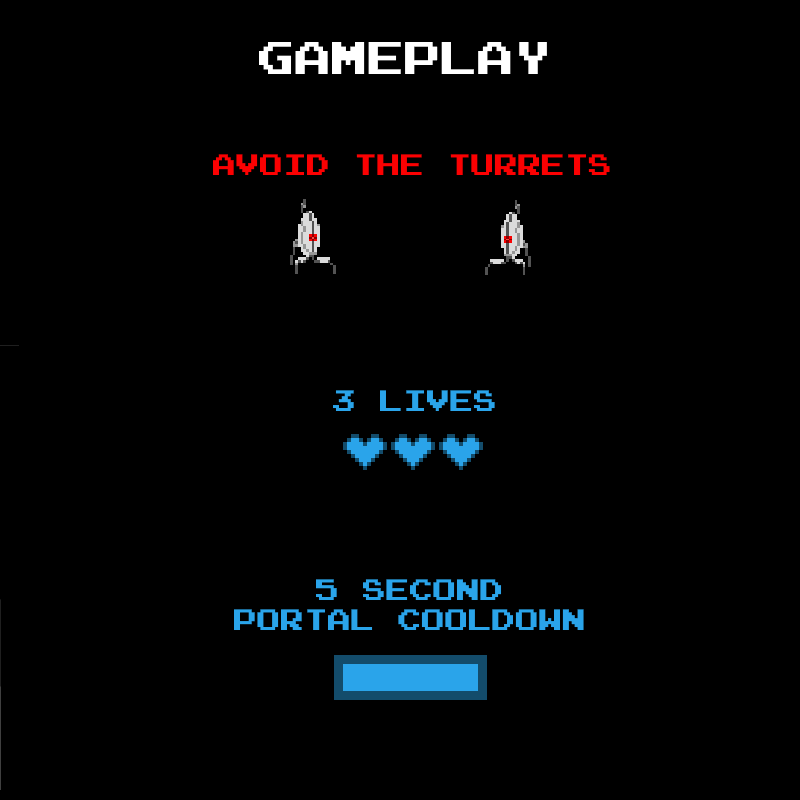 GAMEPLAY
AVOID THE TURRETS
3 LIVES
5 SECOND
PORTAL COOLDOWN